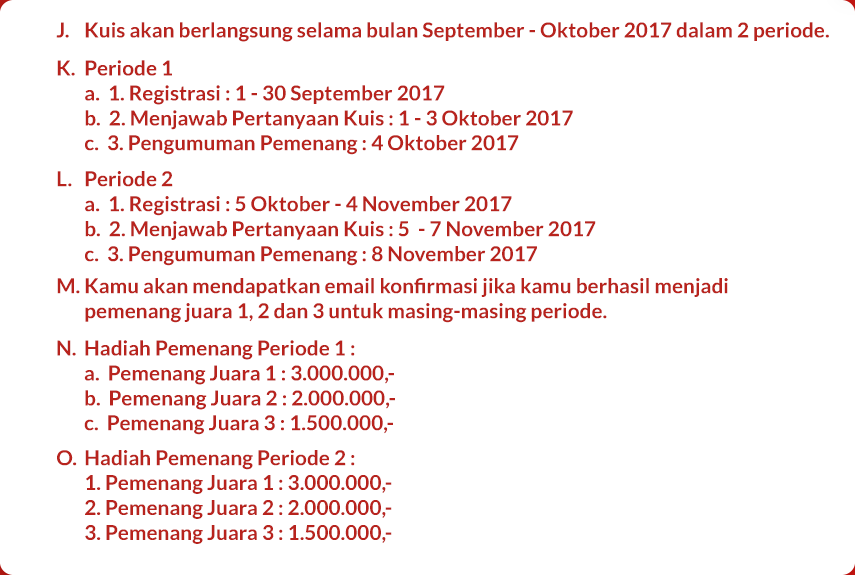 J. Kuis akan berlangsung selama bulan September - Oktober 2017 dalam 2 periode.
K. Periode 1
a. 1. Registrasi : 1 - 30 September 2017
b. 2. Menjawab Pertanyaan Kuis : 1 - 3 Oktober 2017
c. 3. Pengumuman Pemenang : 4 Oktober 2017
L. Periode 2
a. 1. Registrasi : 5 Oktober - 4 November 2017
b. 2. Menjawab Pertanyaan Kuis : 5 - 7 November 2017
c. 3. Pengumuman Pemenang : 8 November 2017
M. Kamu akan mendapatkan email konfirmasi jika kamu berhasil menjadi
pemenang juara 1, 2 dan 3 untuk masing-masing periode.
N. Hadiah Pemenang Periode 1 :
a. Pemenang Juara 1 : 3.000.000,-
b. Pemenang Juara 2 : 2.000.000,-
c. Pemenang Juara 3 : 1.500.000,-
O. Hadiah Pemenang Periode 2 :
1. Pemenang Juara 1 : 3.000.000,-
2. Pemenang Juara 2 : 2.000.000,-
3. Pemenang Juara 3 : 1.500.000,-